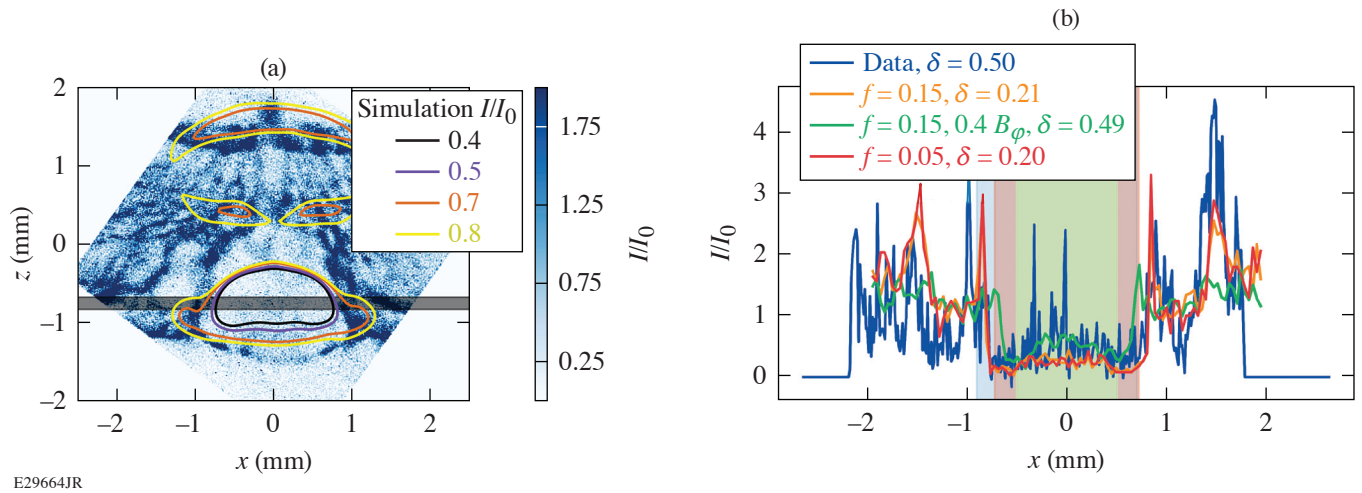 (a)
2
1
0
−1
−2
z (mm)
−2
−1
0
1
2
x (mm)
Simulation I/I0
0.4
0.5
0.7
0.8
1.75
1.25
0.75
0.25
I/I0
(b)
Data, δ = 0.50
f = 0.15, δ = 0.21
f = 0.15, 0.4 Bφ, δ = 0.49
f = 0.05, δ = 0.20
4
3
2
1
0
I/I0
−2
−1
0
1
2
x (mm)
E29664JR